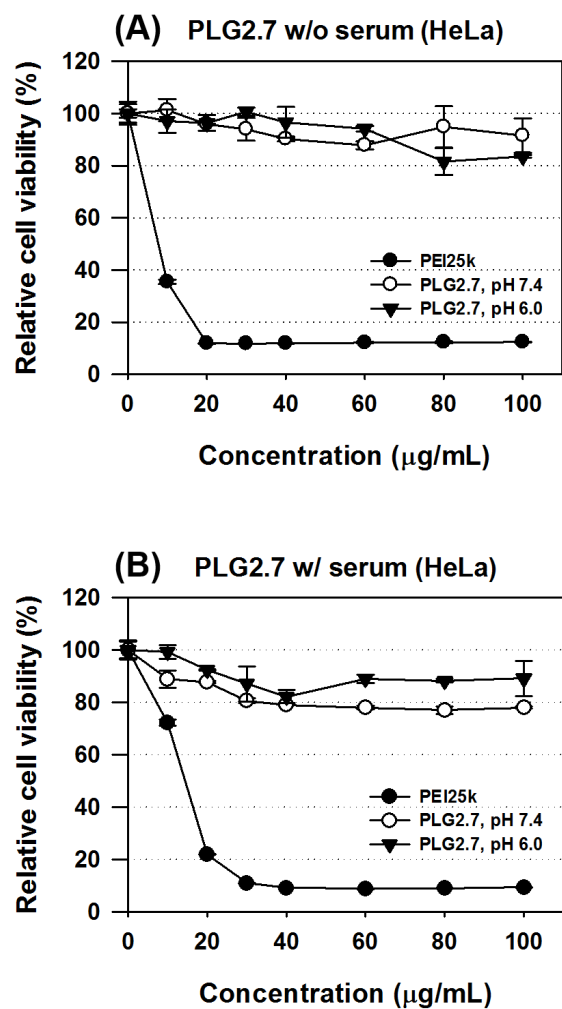 (A) PLG2.7 w/o serum (HeLa)
Relative cell viability (%)
120
100
80
60
40
20
0
PEI25k
PLG2.7, pH 7.4
PLG2.7, pH 6.0
0 20 40 60 80 100
Concentration (μg/mL)
(B) PLG2.7 w/ serum (HeLa)
Relative cell viability (%)
120
100
80
60
40
20
0
PEI25k
PLG2.7, pH 7.4
PLG2.7, pH 6.0
0 20 40 60 80 100
Concentration (μg/mL)